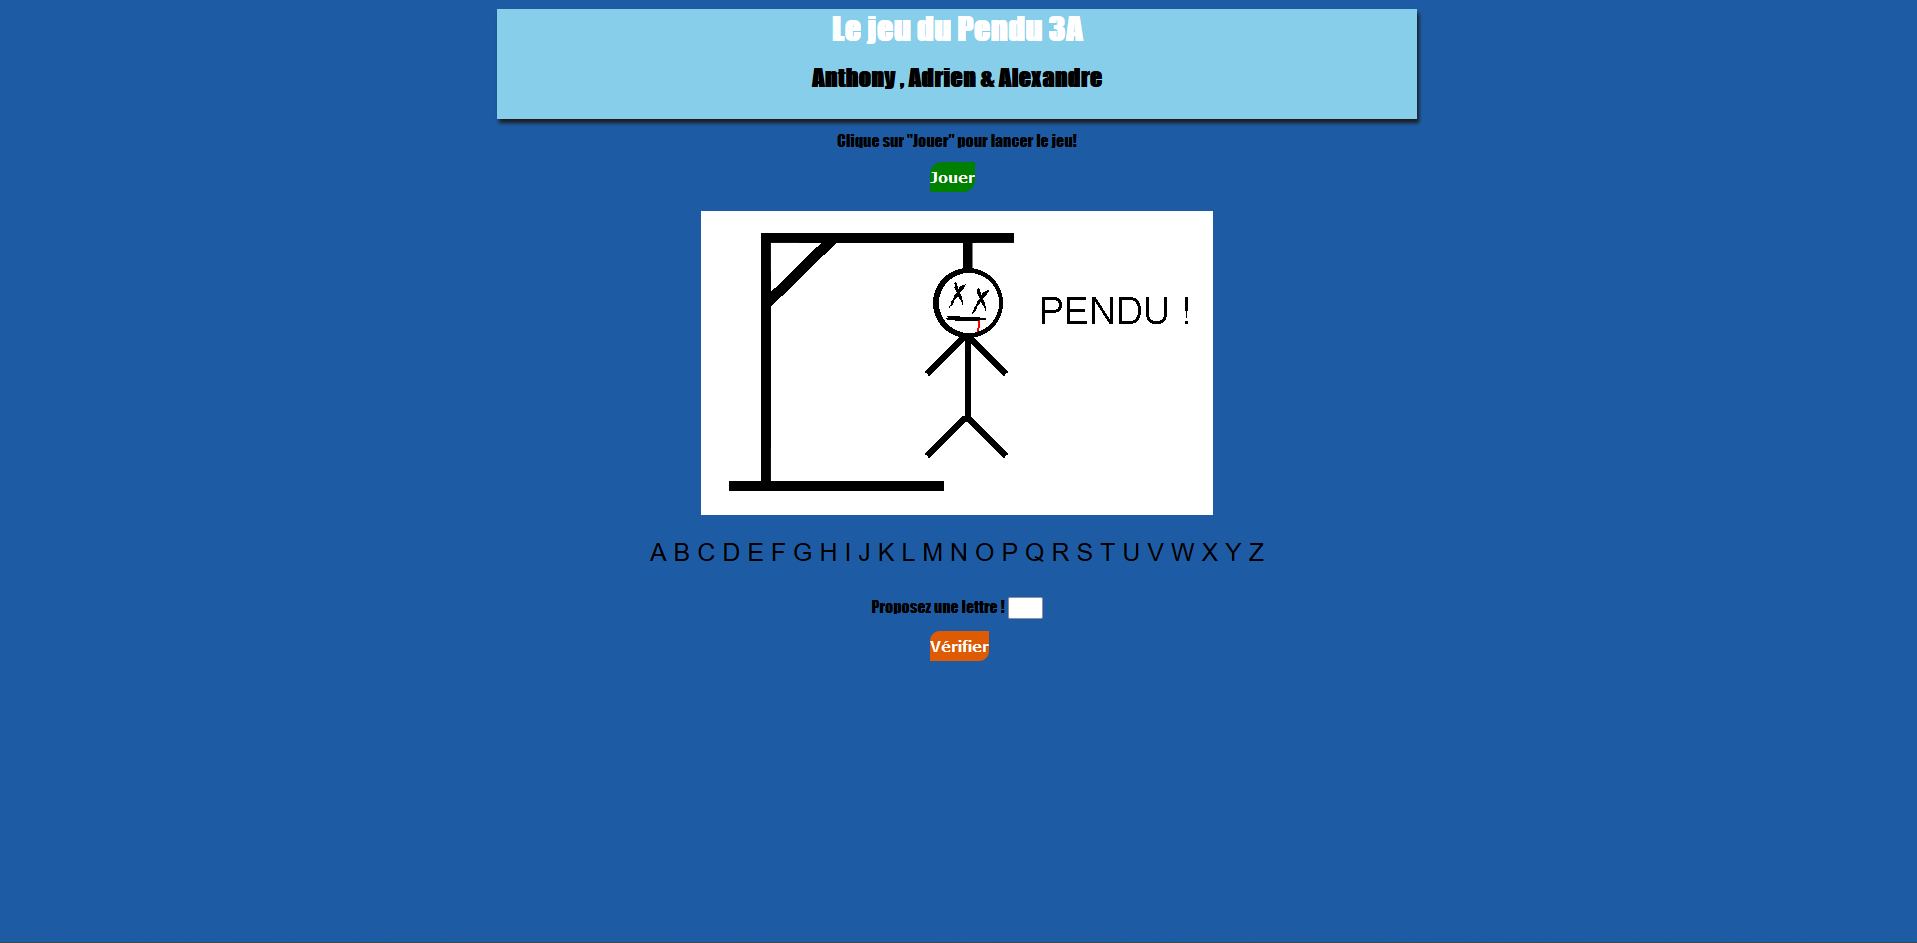 Le jeu du Pendu 3A
Anthony , Adrien & Alexandre
Clique sur "Jouer" pour lancer le jeu!
Jouer
PENDU !
A B C D E F G H I J K L M N O P Q R S T U V W X Y Z
Proposez une lettre !
Vérifier